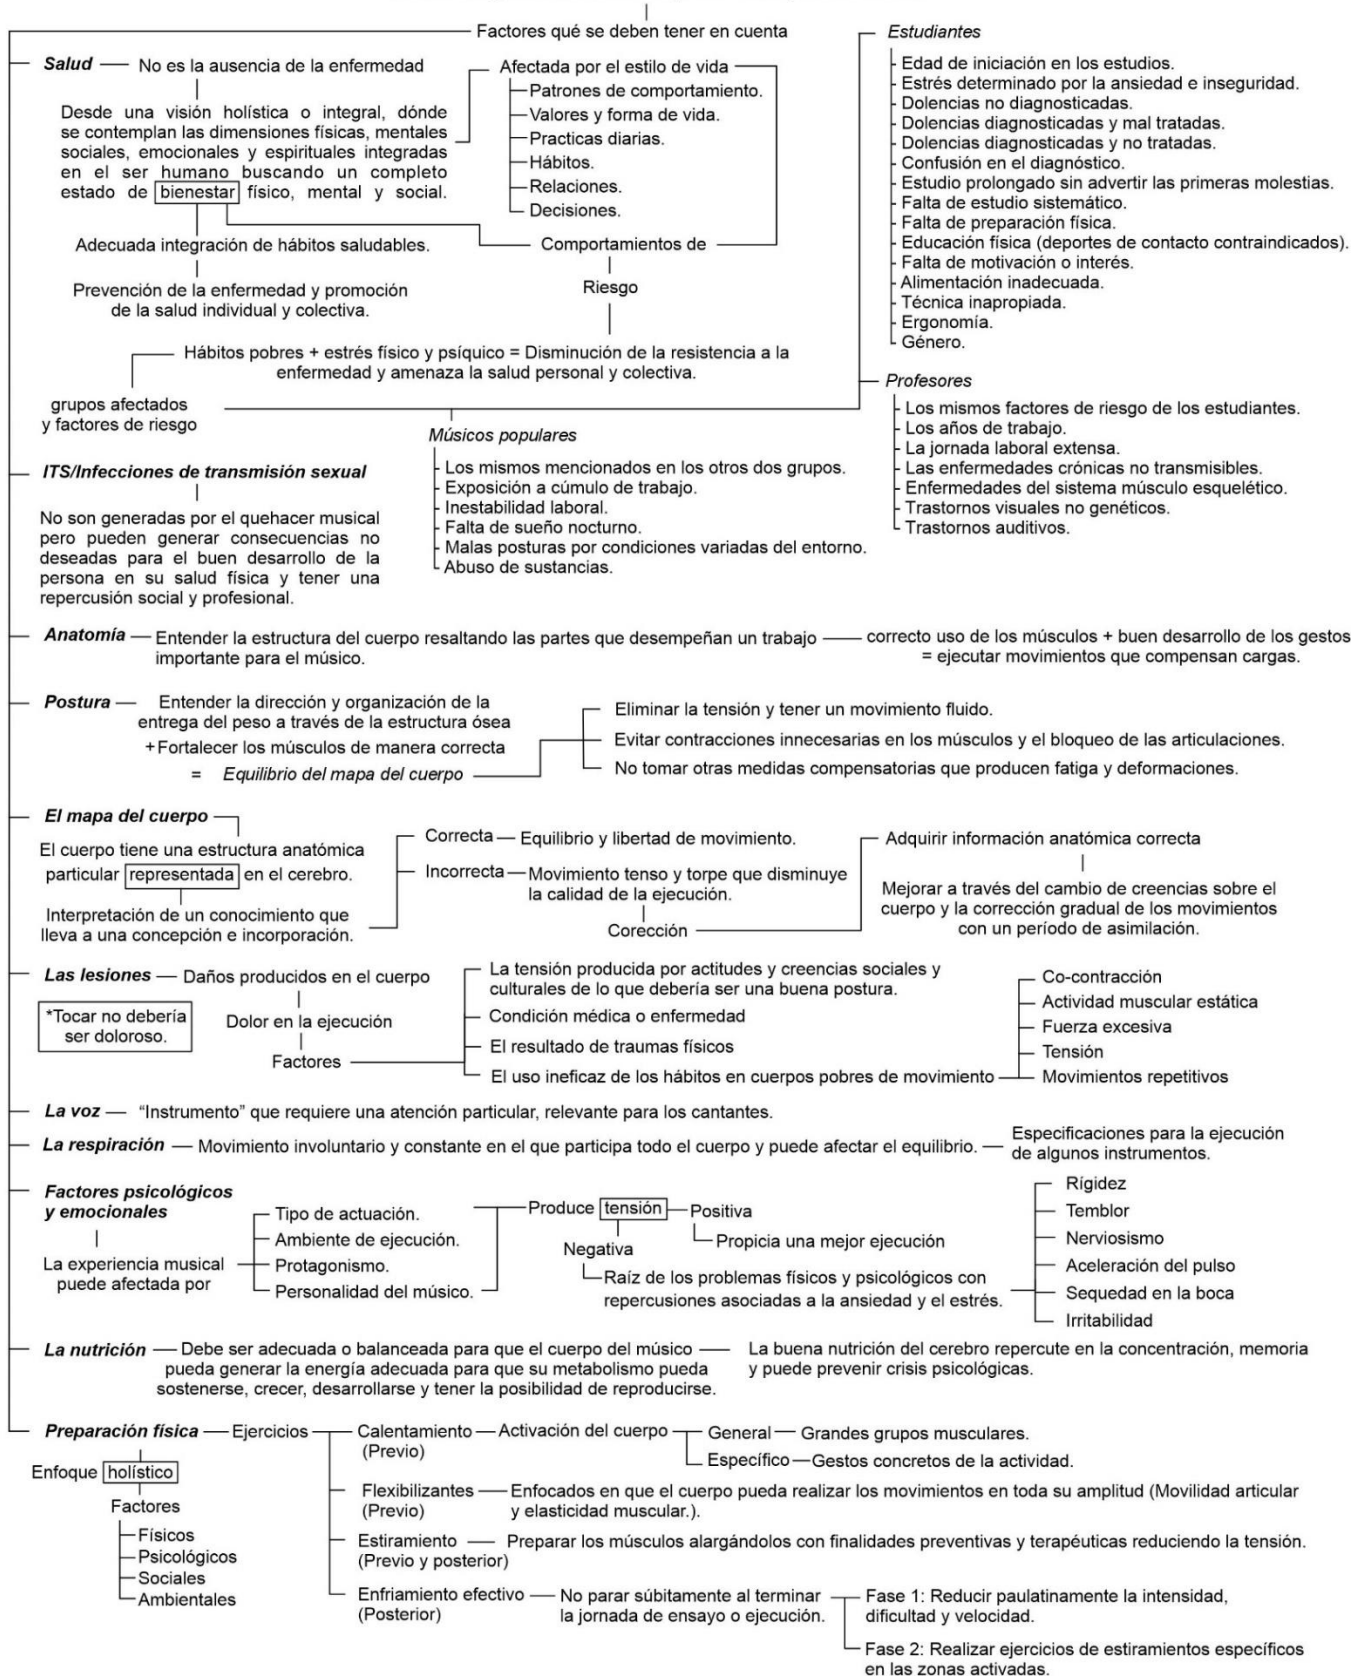 Factores qué se deben tener en cuenta
Salud
No es la ausencia de la enfermedad
Desde una visión holística o integral, dónde
se contemplan las dimensiones físicas, mentales
sociales, emocionales y espirituales integradas
en el ser humano buscando un completo
estado de bienestar físico, mental y social.
Adecuada integración de hábitos saludables.
Prevención de la enfermedad y promoción
de la salud individual y colectiva.
Afectada por el estilo de vida
Patrones de comportamiento.
Valores y forma de vida.
Practicas diarias.
Hábitos.
Relaciones.
Decisiones.
Comportamientos de
Riesgo
Hábitos pobres + estrés físico y psíquico = Disminución de la resistencia a la
enfermedad y amenaza la salud personal y colectiva.
grupos afectados
y factores de riesgo
Estudiantes
- Edad de iniciación en los estudios.
- Estrés determinado por la ansiedad e inseguridad.
- Dolencias no diagnosticadas.
- Dolencias diagnosticadas y mal tratadas.
- Dolencias diagnosticadas y no tratadas.
- Confusión en el diagnóstico.
- Estudio prolongado sin advertir las primeras molestias.
- Falta de estudio sistemático.
- Falta de preparación física.
- Educación física (deportes de contacto contraindicados).
- Falta de motivación o interés.
- Alimentación inadecuada.
- Técnica inapropiada.
- Ergonomía.
- Género.
Profesores
- Los mismos factores de riesgo de los estudiantes.
- Los años de trabajo.
- La jornada laboral extensa.
- Las enfermedades crónicas no transmisibles.
- Enfermedades del sistema músculo esquelético.
- Trastornos visuales no genéticos.
- Trastornos auditivos.
Músicos populares
- Los mismos mencionados en los otros dos grupos.
- Exposición a cúmulo de trabajo.
- Inestabilidad laboral.
- Falta de sueño nocturno.
- Malas posturas por condiciones variadas del entorno.
- Abuso de sustancias.
ITS/Infecciones de transmisión sexual
No son generadas por el quehacer musical
pero pueden generar consecuencias no
deseadas para el buen desarrollo de la
persona en su salud física y tener una
repercusión social y profesional.
Anatomía
Entender la estructura del cuerpo resaltando las partes que desempeñan un trabajo
importante para el músico.
correcto uso de los músculos + buen desarrollo de los gestos
= ejecutar movimientos que compensan cargas.
Postura
Entender la dirección y organización de la
entrega del peso a través de la estructura ósea
+Fortalecer los músculos de manera correcta
= Equilibrio del mapa del cuerpo
Eliminar la tensión y tener un movimiento fluido.
Evitar contracciones innecesarias en los músculos y el bloqueo de las articulaciones.
No tomar otras medidas compensatorias que producen fatiga y deformaciones.
El mapa del cuerpo
El cuerpo tiene una estructura anatómica
particular representada en el cerebro.
Interpretación de un conocimiento que
lleva a una concepción e incorporación.
Correcta
Equilibrio y libertad de movimiento.
Incorrecta
Movimiento tenso y torpe que disminuye
la calidad de la ejecución.
Corección
Adquirir información anatómica correcta
Mejorar a través del cambio de creencias sobre el
cuerpo y la corrección gradual de los movimientos
con un período de asimilación.
Las lesiones
Daños producidos en el cuerpo
*Tocar no debería
ser doloroso.
Dolor en la ejecución
Factores
La tensión producida por actitudes y creencias sociales y
culturales de lo que debería ser una buena postura.
Condición médica o enfermedad
El resultado de traumas físicos
El uso ineficaz de los hábitos en cuerpos pobres de movimiento
Co-contracción
Actividad muscular estática
Fuerza excesiva
Tensión
Movimientos repetitivos
La voz
“Instrumento” que requiere una atención particular, relevante para los cantantes.
La respiración
Movimiento involuntario y constante en el que participa todo el cuerpo y puede afectar el equilibrio.
Especificaciones para la ejecución
de algunos instrumentos.
Factores psicológicos
y emocionales
La experiencia musical
puede afectada por
Tipo de actuación.
Ambiente de ejecución.
Protagonismo.
Personalidad del músico.
Produce tensión
Positiva
Propicia una mejor ejecución
Negativa
Raíz de los problemas físicos y psicológicos con
repercusiones asociadas a la ansiedad y el estrés.
Rígidez
Temblor
Nerviosismo
Aceleración del pulso
Sequedad en la boca
Irritabilidad
La nutrición
Debe ser adecuada o balanceada para que el cuerpo del músico
pueda generar la energía adecuada para que su metabolismo pueda
sostenerse, crecer, desarrollarse y tener la posibilidad de reproducirse.
La buena nutrición del cerebro repercute en la concentración, memoria
y puede prevenir crisis psicológicas.
Preparación física
Ejercicios
Enfoque holístico
Factores
Físicos
Psicológicos
Sociales
Ambientales
Calentamiento
(Previo)
Activación del cuerpo
General
Grandes grupos musculares.
Específico
Gestos concretos de la actividad.
Flexibilizantes
(Previo)
Enfocados en que el cuerpo pueda realizar los movimientos en toda su amplitud (Movilidad articular
y elasticidad muscular.).
Estiramiento
(Previo y posterior)
Preparar los músculos alargándolos con finalidades preventivas y terapéuticas reduciendo la tensión.
Enfriamiento efectivo
(Posterior)
No parar súbitamente al terminar
la jornada de ensayo o ejecución.
Fase 1: Reducir paulatinamente la intensidad,
dificultad y velocidad.
Fase 2: Realizar ejercicios de estiramientos específicos
en las zonas activadas.